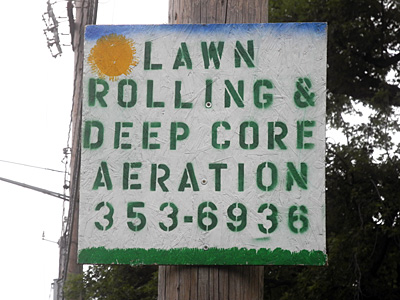 LAWN
ROLLING &
DEEP CORE
AERATION
353-6936